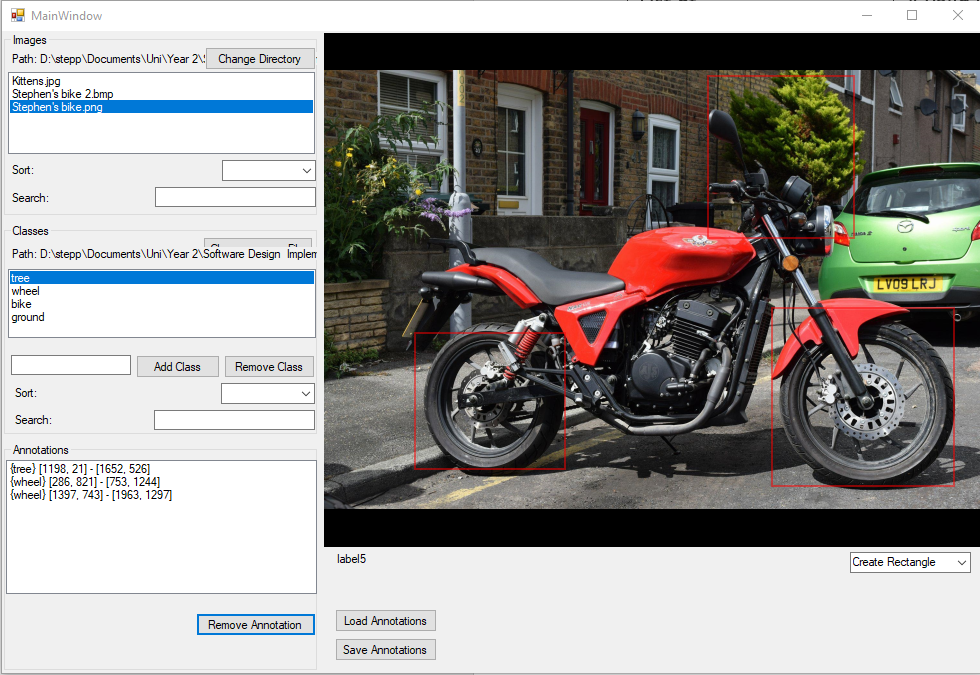 MainWindow
Images
Path: D:\stepp\Documents\Uni\Year 2\
Change Directory
Kittens.jpg
Stephen's bike 2.bmp
Stephen's bike.png
Sort:
Search:
Classes
Path: D:\stepp\Documents\Uni\Year 2\Software Design Implem
tree
wheel
bike
ground
Add Class
Remove Class
Sort:
Search:
Annotations
{tree} [1198, 21] - [1652, 526]
{wheel} [286, 821] - [753, 1244]
{wheel} [1397, 743] - [1963, 1297]
Remove Annotation
LV09 LRJ
label5
Create Rectangle
Load Annotations
Save Annotations